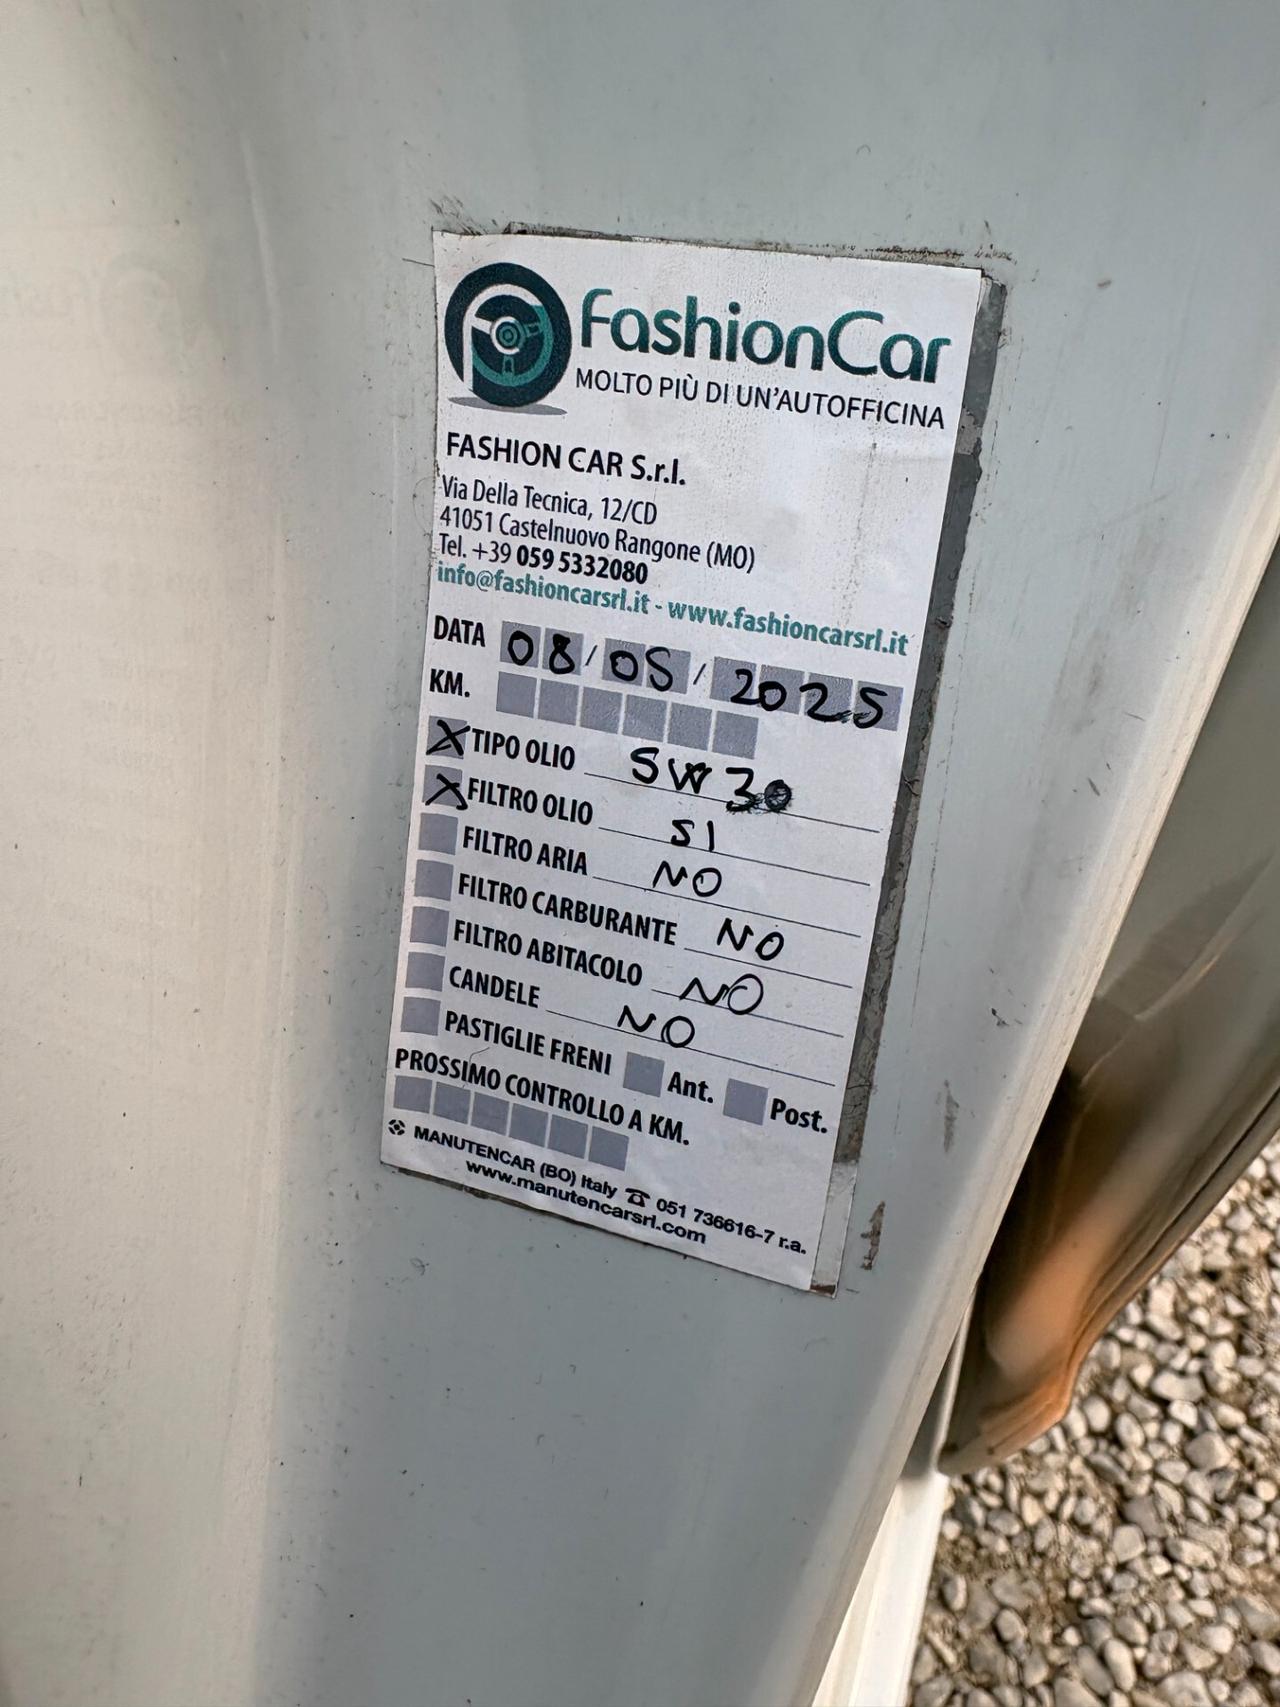 FashionCar
MOLTO PIÙ DI UN'AUTOFFICINA
FASHION CAR S.r.l.
Via Della Tecnica, 12/CD
41051 Castelnuovo Rangone (MO)
Tel. +39 059 5332080
info@fashioncarsrl.it - www.fashioncarsrl.it
DATA 08/05/2025
KM.
X TIPO OLIO 5W30
X FILTRO OLIO SI
FILTRO ARIA NO
FILTRO CARBURANTE NO
FILTRO ABITACOLO NO
CANDELE NO
PASTIGLIE FRENI Ant. Post.
PROSSIMO CONTROLLO A KM.
MANUTENCAR (BO) Italy ☎ 051 736616-7 r.a.
www.manutencarsrl.com